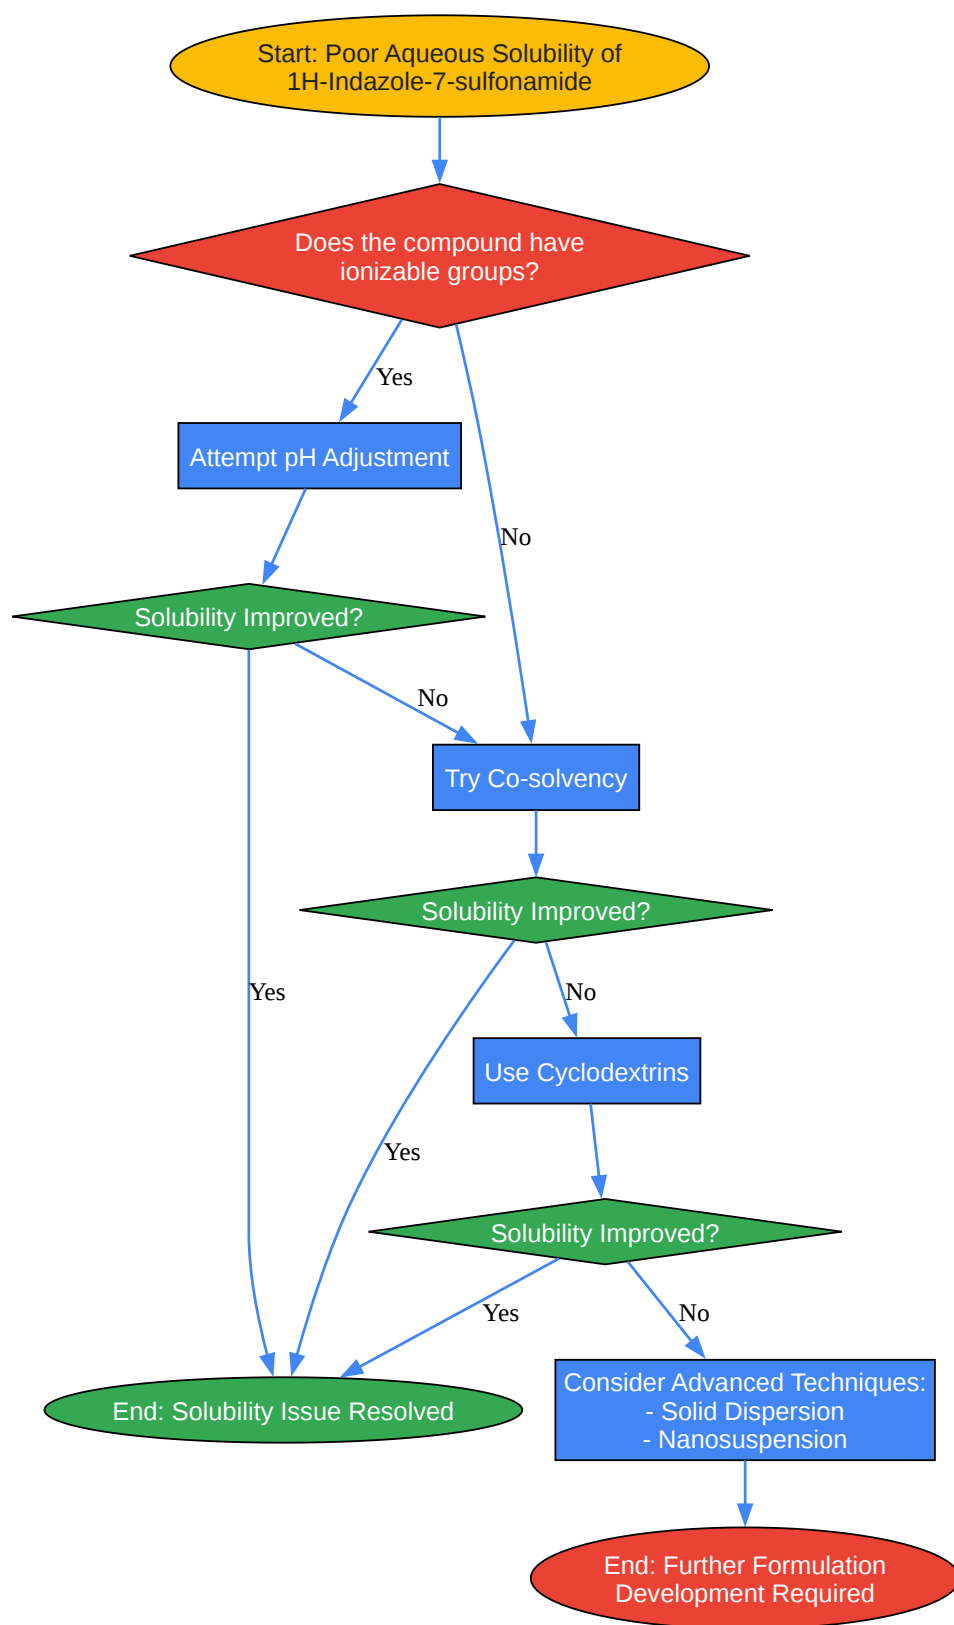 Start: Poor Aqueous Solubility of
1H-Indazole-7-sulfonamide
Does the compound have
ionizable groups?
Yes
Attempt pH Adjustment
No
Solubility Improved?
No
Try Co-solvency
Solubility Improved?
Yes
No
Use Cyclodextrins
Yes
Solubility Improved?
Yes
No
Consider Advanced Techniques:
- Solid Dispersion
- Nanosuspension
End: Solubility Issue Resolved
End: Further Formulation
Development Required